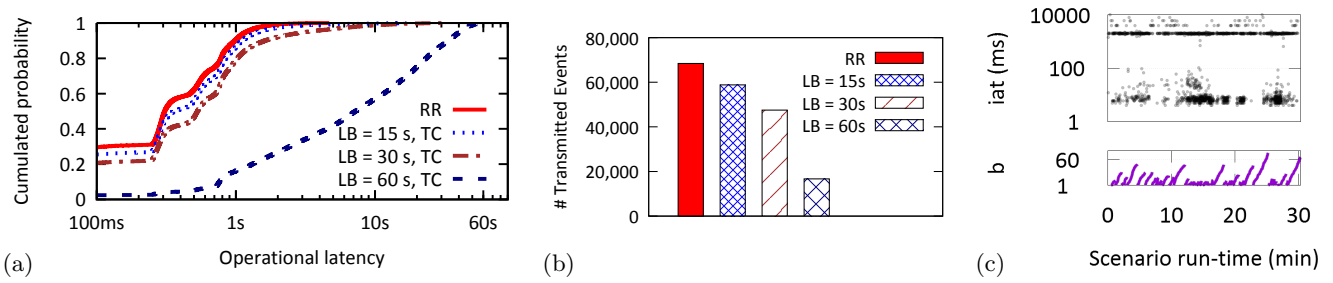 Cumulated probability
1
0.8
0.6
0.4
0.2
0
100ms
1s
10s
60s
RR
LB = 15 s, TC
LB = 30 s, TC
LB = 60 s, TC
Operational latency
(a)
# Transmitted Events
80,000
60,000
40,000
20,000
0
RR
LB = 15s
LB = 30s
LB = 60s
(b)
iat (ms)
10000
100
1
b
60
1
0
10
20
30
Scenario run-time (min)
(c)